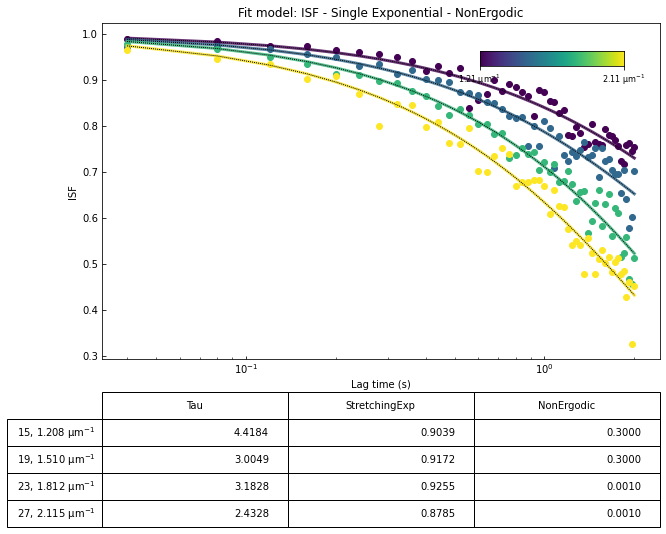 Fit model: ISF - Single Exponential - NonErgodic
1.0
0.9
0.8
0.7
0.6
0.5
0.4
0.3
ISF
1.21 μm⁻¹
2.11 μm⁻¹
10⁻¹
10⁰
Lag time (s)
Tau StretchingExp NonErgodic
15, 1.208 μm⁻¹ 4.4184 0.9039 0.3000
19, 1.510 μm⁻¹ 3.0049 0.9172 0.3000
23, 1.812 μm⁻¹ 3.1828 0.9255 0.0010
27, 2.115 μm⁻¹ 2.4328 0.8785 0.0010